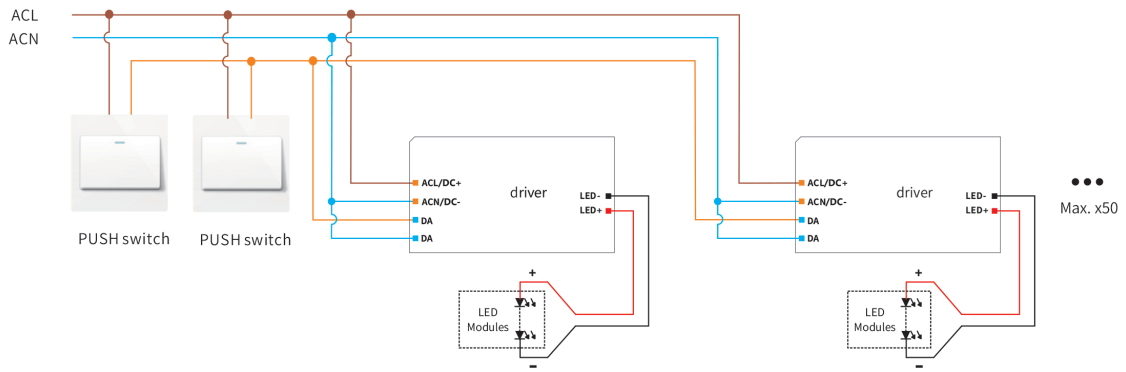 ACL
ACN
PUSH switch
PUSH switch
ACL/DC+
ACN/DC-
DA
DA
driver
LED-
LED+
+
LED
Modules
-
ACL/DC+
ACN/DC-
DA
DA
driver
LED-
LED+
+
LED
Modules
-
•••
Max. x50